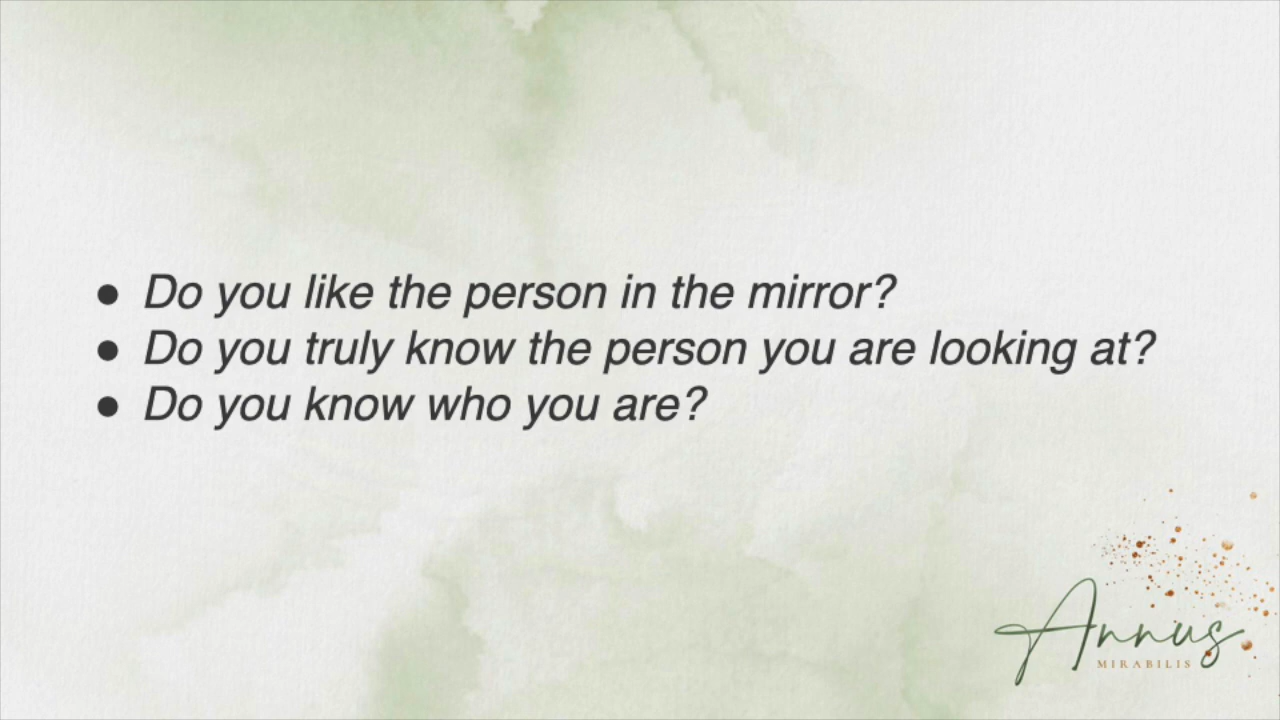 ● Do you like the person in the mirror?
● Do you truly know the person you are looking at?
● Do you know who you are?
Annus
MIRABILIS